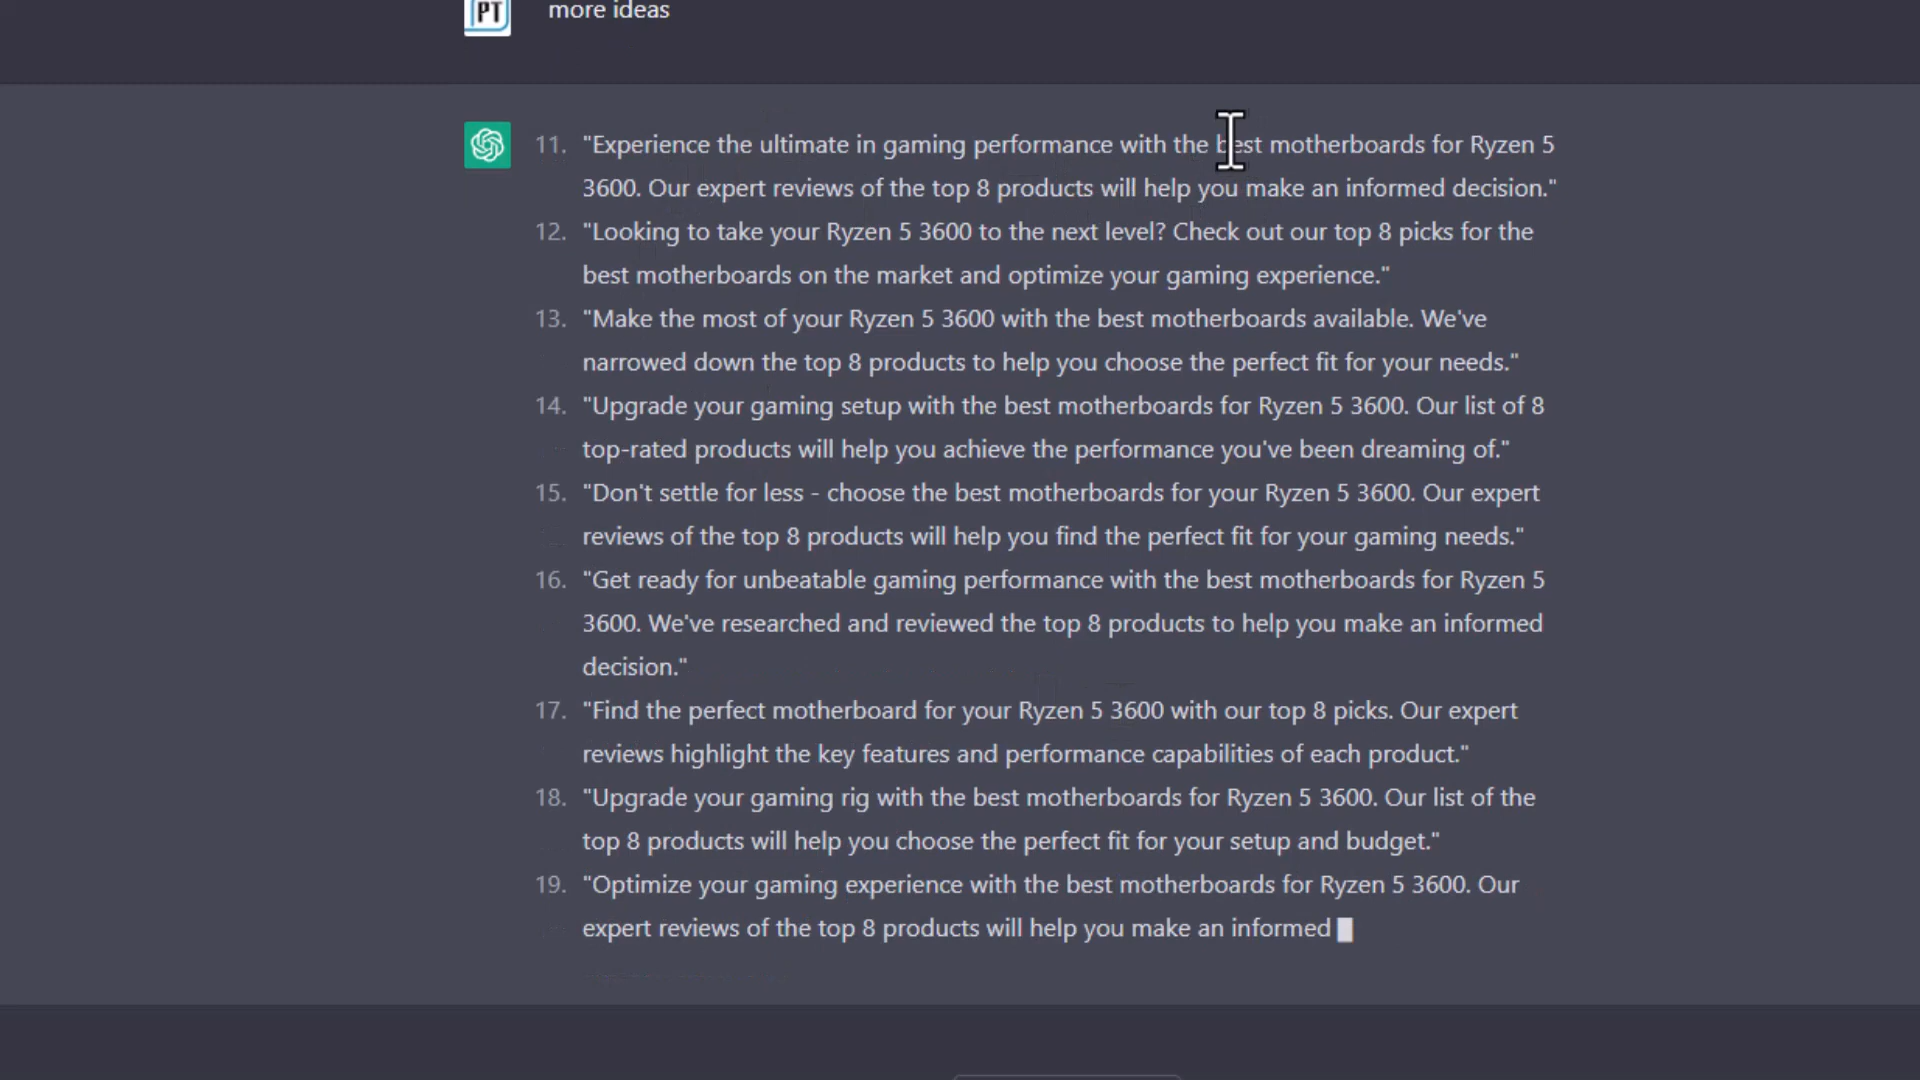 PT more ideas
11. "Experience the ultimate in gaming performance with the best motherboards for Ryzen 5
3600. Our expert reviews of the top 8 products will help you make an informed decision."
12. "Looking to take your Ryzen 5 3600 to the next level? Check out our top 8 picks for the
best motherboards on the market and optimize your gaming experience."
13. "Make the most of your Ryzen 5 3600 with the best motherboards available. We've
narrowed down the top 8 products to help you choose the perfect fit for your needs."
14. "Upgrade your gaming setup with the best motherboards for Ryzen 5 3600. Our list of 8
top-rated products will help you achieve the performance you've been dreaming of."
15. "Don't settle for less - choose the best motherboards for your Ryzen 5 3600. Our expert
reviews of the top 8 products will help you find the perfect fit for your gaming needs."
16. "Get ready for unbeatable gaming performance with the best motherboards for Ryzen 5
3600. We've researched and reviewed the top 8 products to help you make an informed
decision."
17. "Find the perfect motherboard for your Ryzen 5 3600 with our top 8 picks. Our expert
reviews highlight the key features and performance capabilities of each product."
18. "Upgrade your gaming rig with the best motherboards for Ryzen 5 3600. Our list of the
top 8 products will help you choose the perfect fit for your setup and budget."
19. "Optimize your gaming experience with the best motherboards for Ryzen 5 3600. Our
expert reviews of the top 8 products will help you make an informed